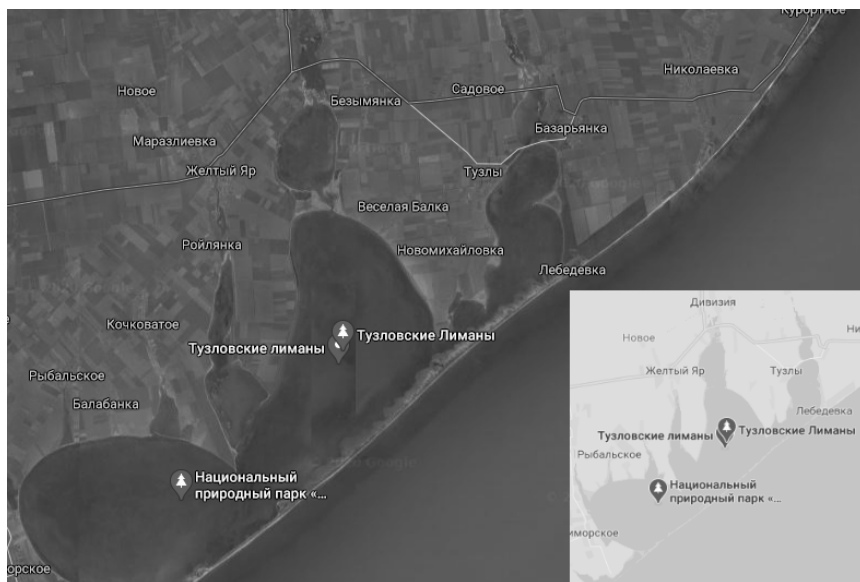 Курортное
Николаевка
Новое
Безымянка
Садовое
Маразлиевка
Базарьянка
Желтый Яр
Тузлы
Веселая Балка
Ройлянка
Новомихайловка
Лебедевка
Кочковатое
Тузловские лиманы
Тузловские Лиманы
Рыбальское
Балабанка
Национальный
природный парк «...
орское
Дивизия
Новое
Ни
Желтый Яр
Тузлы
Лебедевка
Тузловские лиманы
Тузловские Лиманы
Рыбальское
Национальный
природный парк «...
иморское